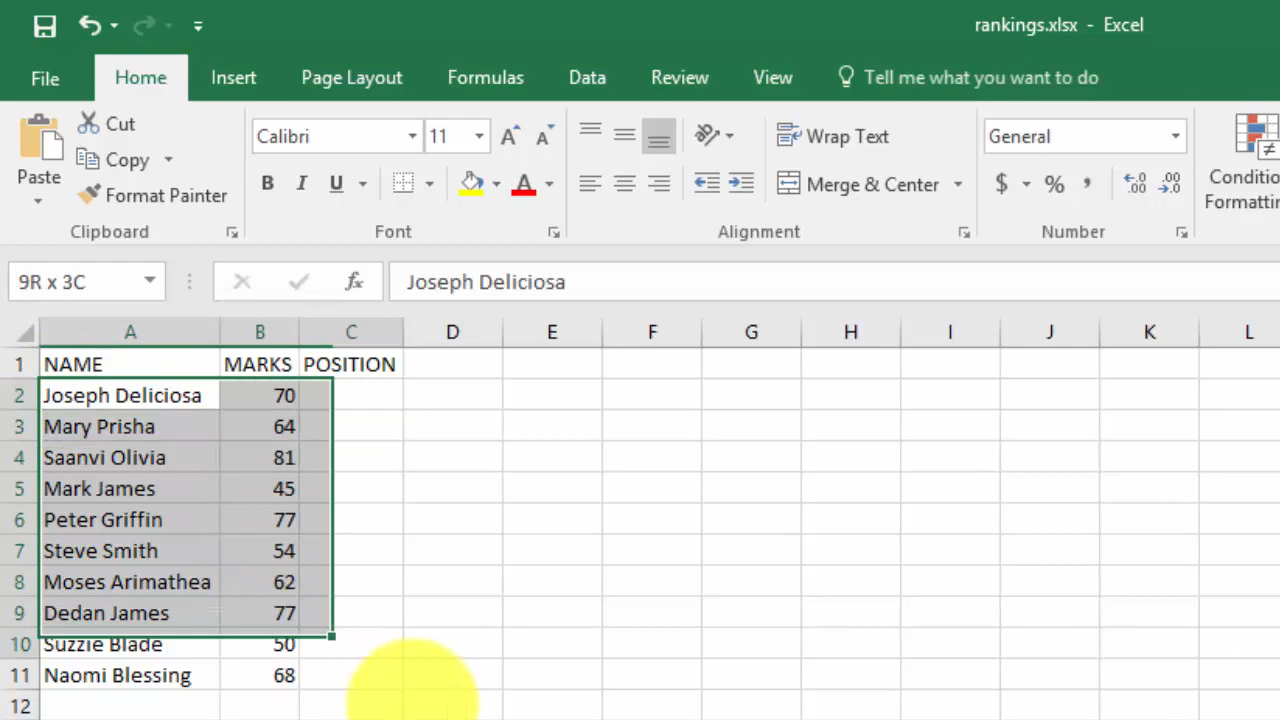 rankings.xlsx - Excel
File Home Insert Page Layout Formulas Data Review View Tell me what you want to do
Paste
Cut
Copy
Format Painter
Clipboard
Calibri 11
B I U
Font
Wrap Text
Merge & Center
Alignment
General
$ % ,
Number
Conditio
Formatting
9R x 3C fx Joseph Deliciosa
A B C D E F G H I J K L
1 NAME MARKS POSITION
2 Joseph Deliciosa 70
3 Mary Prisha 64
4 Saanvi Olivia 81
5 Mark James 45
6 Peter Griffin 77
7 Steve Smith 54
8 Moses Arimathea 62
9 Dedan James 77
10 Suzzie Blade 50
11 Naomi Blessing 68
12